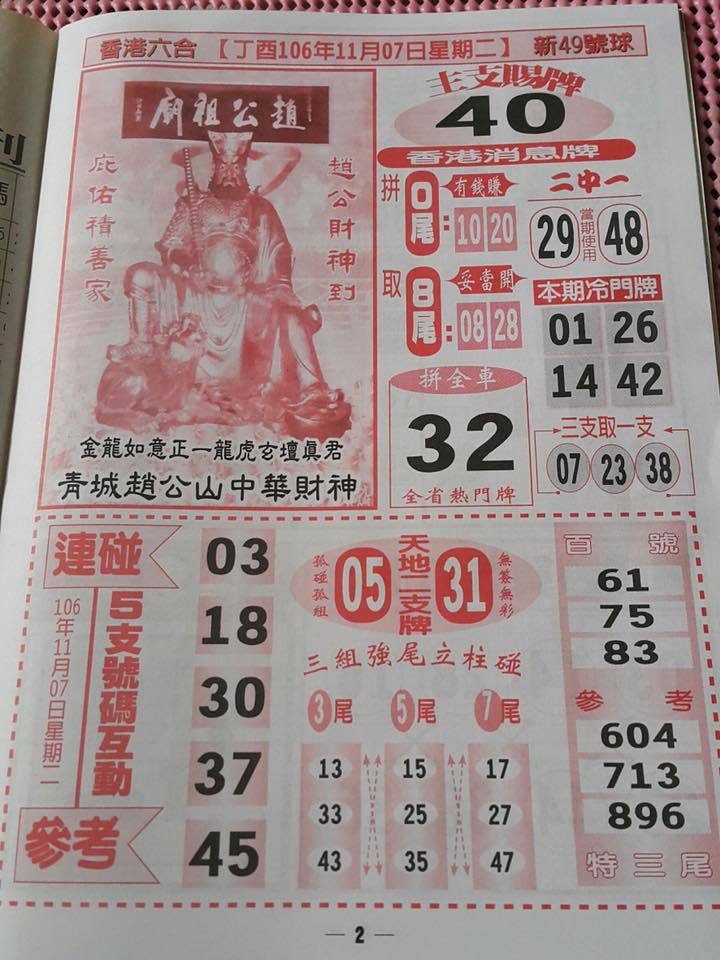 香港六合 【丁酉106年11月07日星期二】 新49號球
趙公祖廟
庇佑積善家
趙公財神到
金龍如意正一龍虎玄壇真君
青城趙公山中華財神
主支賜牌
40
香港消息牌
拼 0尾 有錢賺
: 10 20
取 8尾 妥當開
: 08 28
二中一
29 當期使用 48
本期冷門牌
01 26
14 42
拼全車
32
全省熱門牌
三支取一支
07 23 38
連碰
106年11月07日星期二
5支號碼互動
參考
03
18
30
37
45
孤碰孤組 05 天地二支牌 31 無簽無彩
三組強尾立柱碰
3尾 5尾 7尾
13 15 17
33 25 27
43 35 47
百號
61
75
83
參考
604
713
896
特三尾
— 2 —